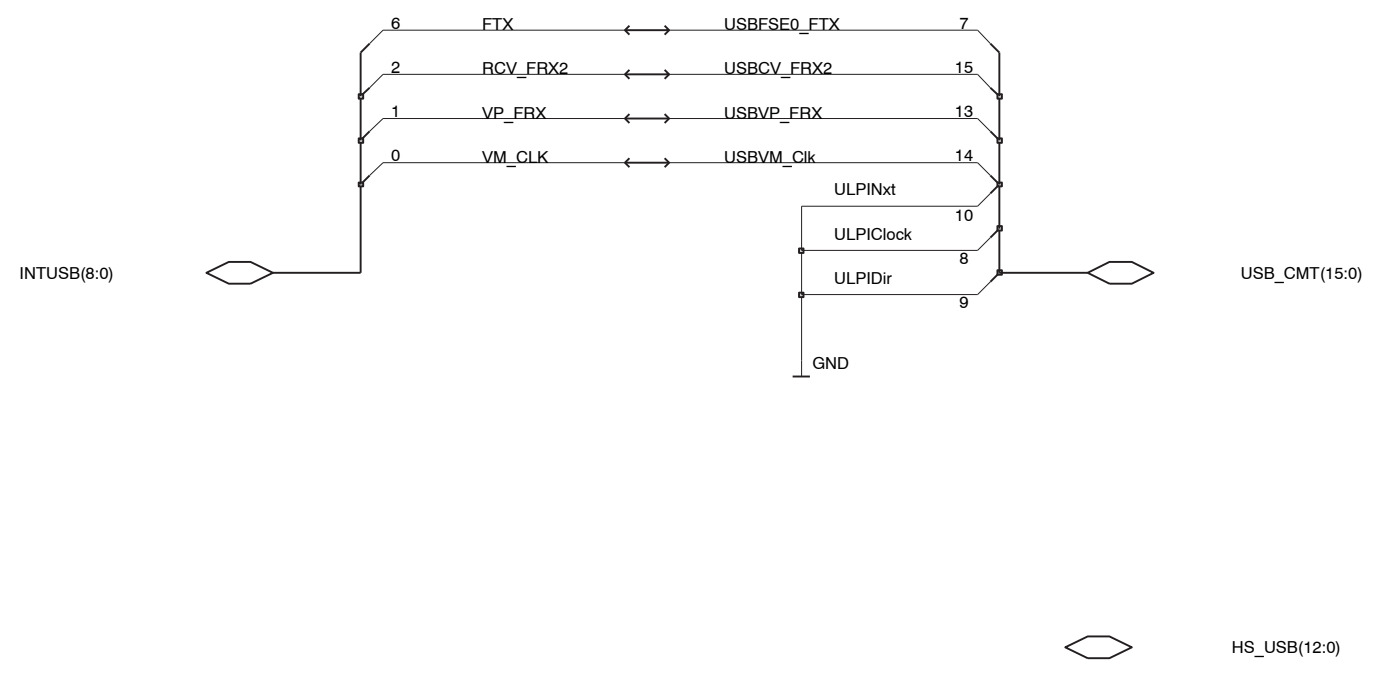 6 FTX USBFSE0_FTX 7
2 RCV_FRX2 USBCV_FRX2 15
1 VP_FRX USBVP_FRX 13
0 VM_CLK USBVM_Clk 14
ULPINxt
10
ULPIClock
8
INTUSB(8:0) ULPIDir USB_CMT(15:0)
9
GND
HS_USB(12:0)